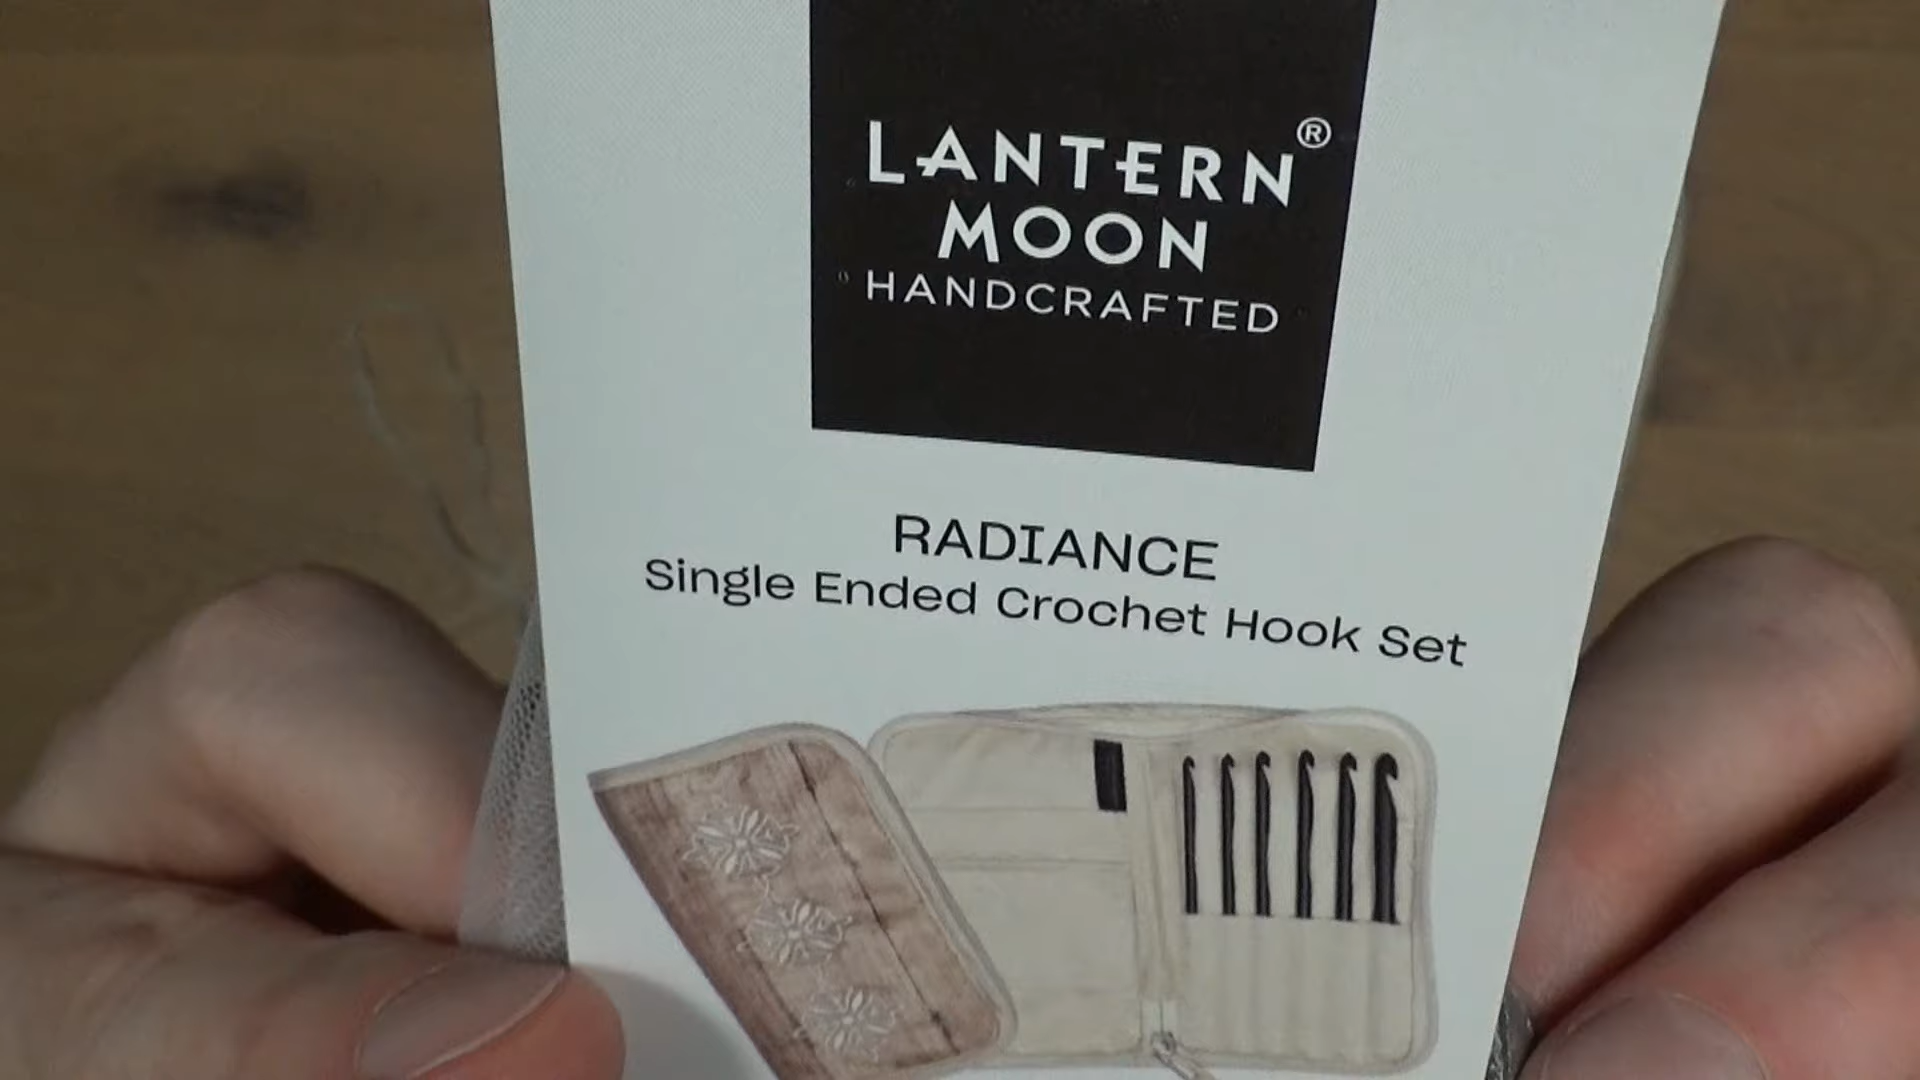 LANTERN®
MOON
HANDCRAFTED
RADIANCE
Single Ended Crochet Hook Set